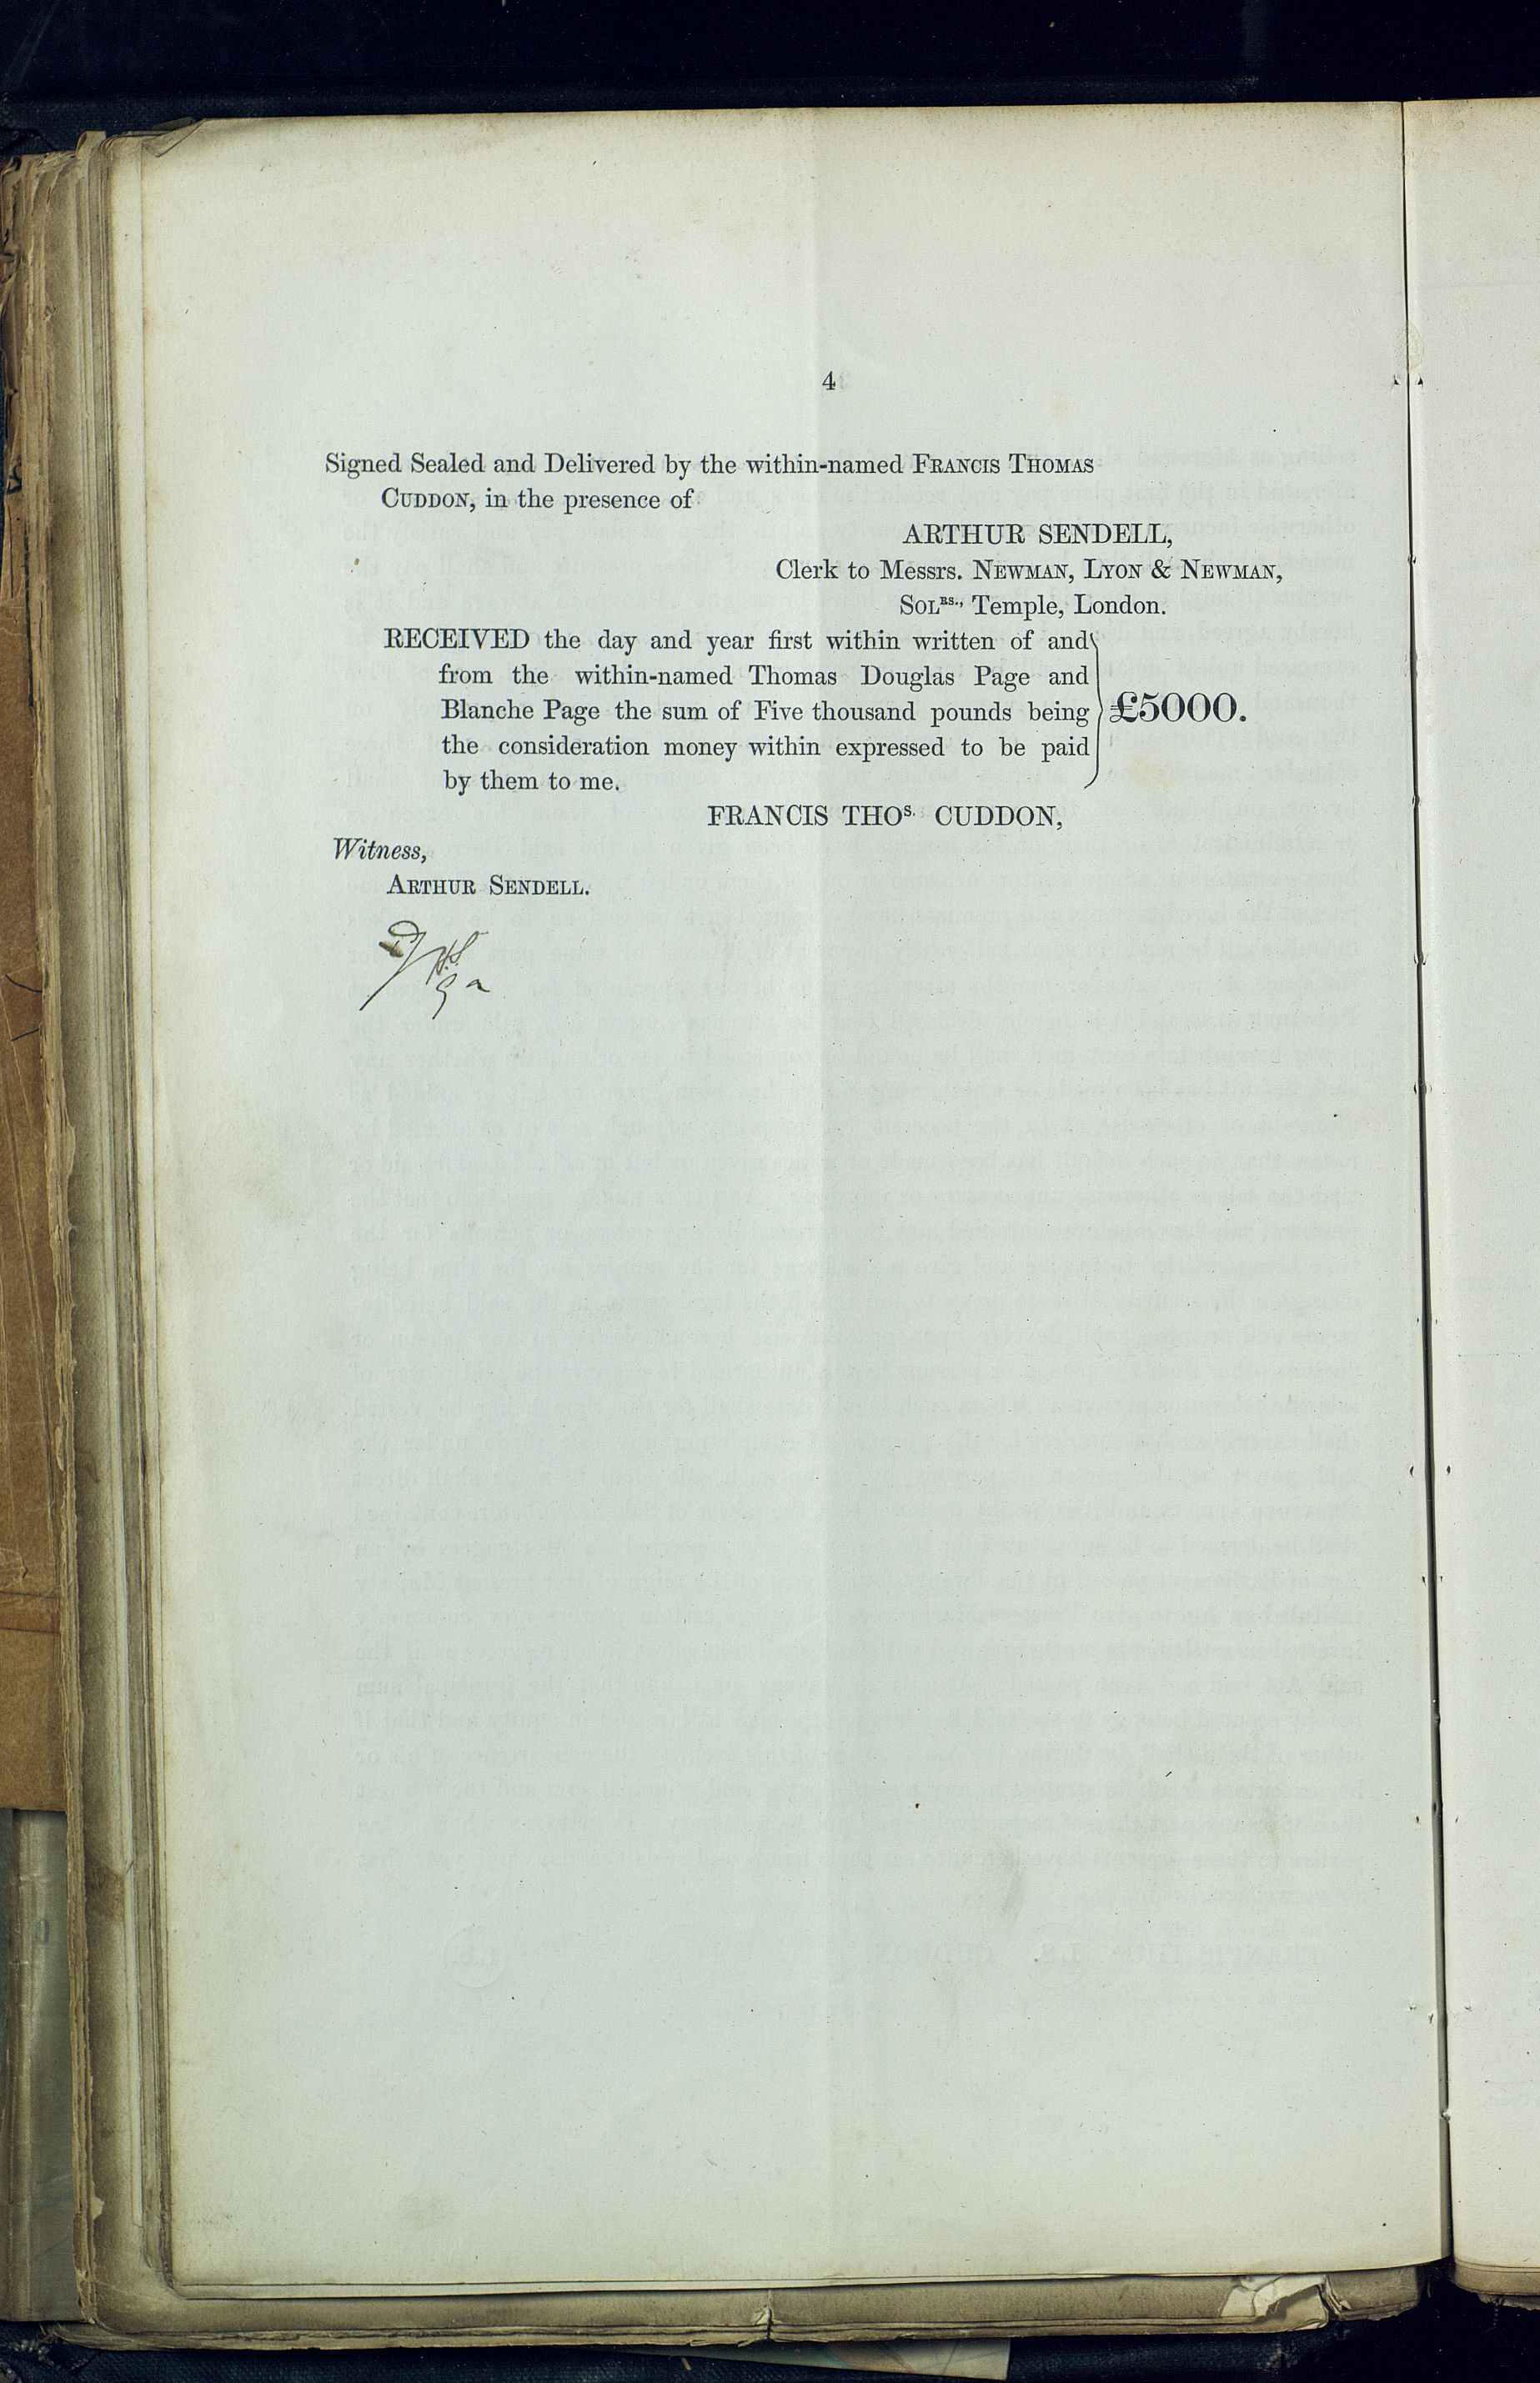 4
Signed Sealed and Delivered by the within-named FRANCIS THOMAS
CUDDON, in the presence of
ARTHUR SENDELL,
Clerk to Messrs. NEWMAN, LYON & NEWMAN,
SOLRS., Temple, London.
RECEIVED the day and year first within written of and
from the within-named Thomas Douglas Page and
Blanche Page the sum of Five thousand pounds being
the consideration money within expressed to be paid
by them to me.
£5000.
FRANCIS THOS. CUDDON,
Witness,
ARTHUR SENDELL.